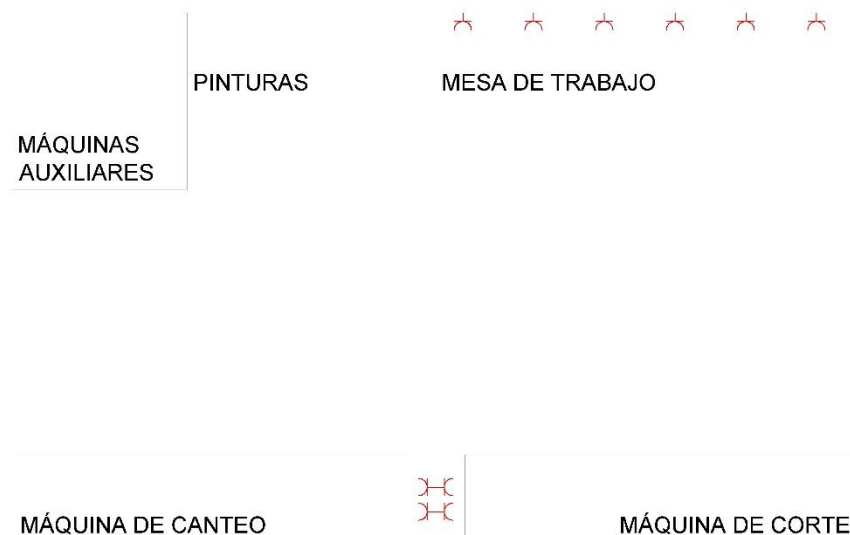 PINTURAS
MESA DE TRABAJO
MÁQUINAS
AUXILIARES
MÁQUINA DE CANTEO
MÁQUINA DE CORTE